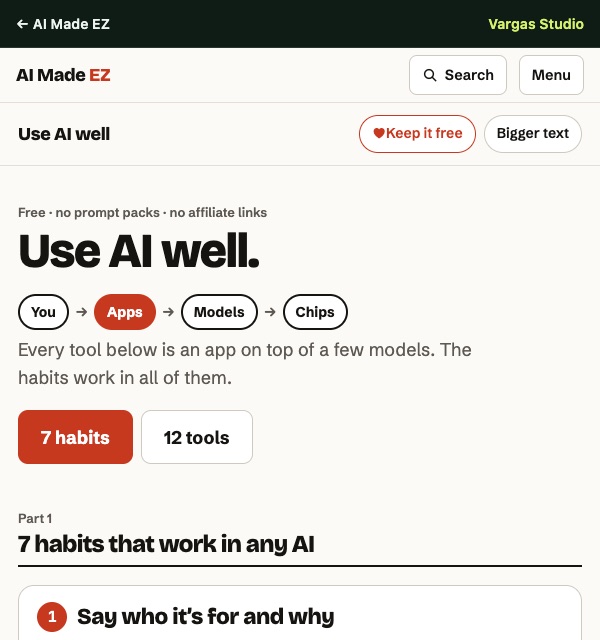 ← AI Made EZ
Vargas Studio
AI Made EZ
Search
Menu
Use AI well
Keep it free
Bigger text
Free · no prompt packs · no affiliate links
Use AI well.
You → Apps → Models → Chips
Every tool below is an app on top of a few models. The
habits work in all of them.
7 habits
12 tools
Part 1
7 habits that work in any AI
1 Say who it's for and why